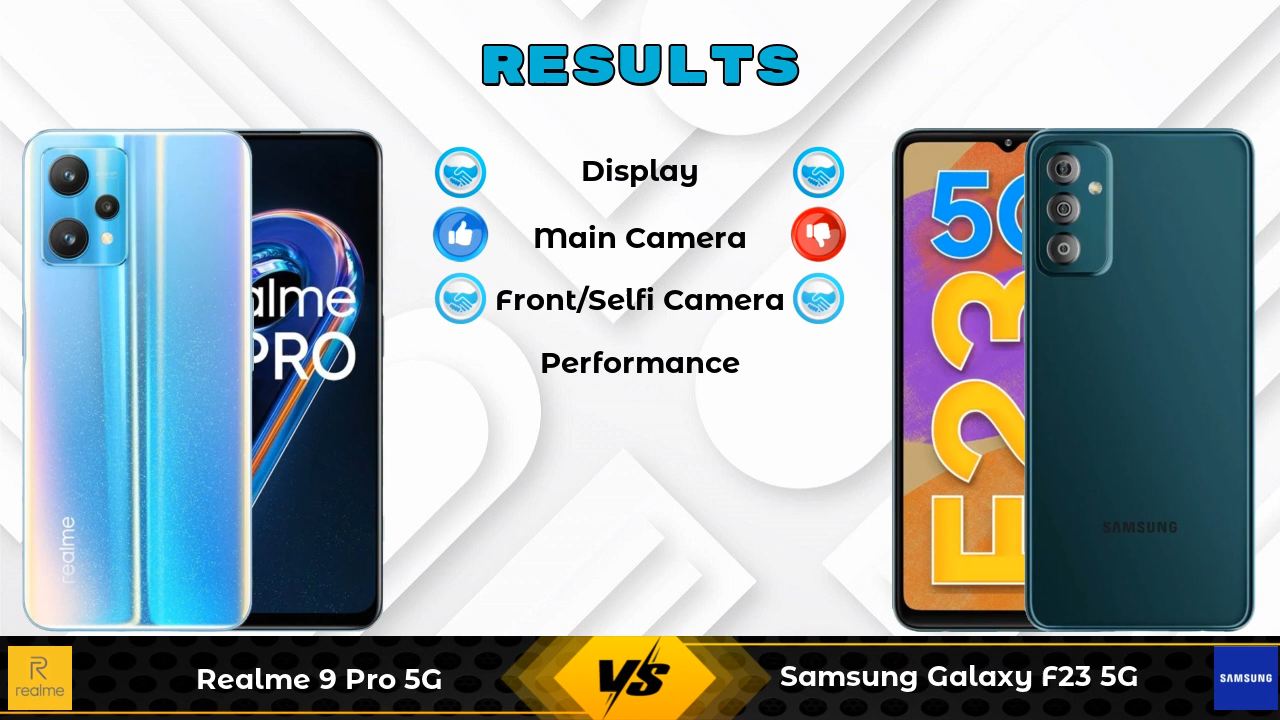 RESULTS
Display
Main Camera
Front/Selfi Camera
Performance
alme
PRO
realme
5G
F23
SAMSUNG
realme
Realme 9 Pro 5G
VS
Samsung Galaxy F23 5G
SAMSUNG